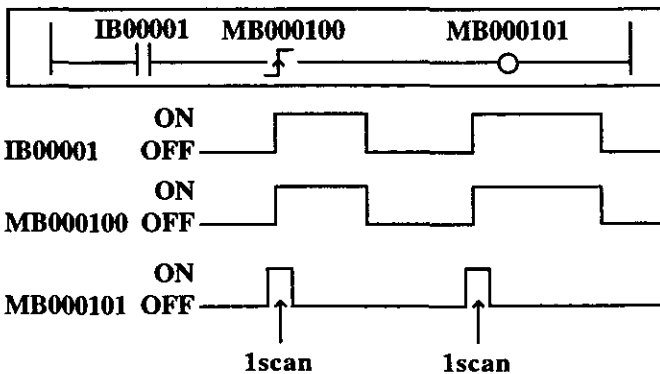 IB00001 MB000100 MB000101
ON
IB00001 OFF
ON
MB000100 OFF
ON
MB000101 OFF
1scan 1scan